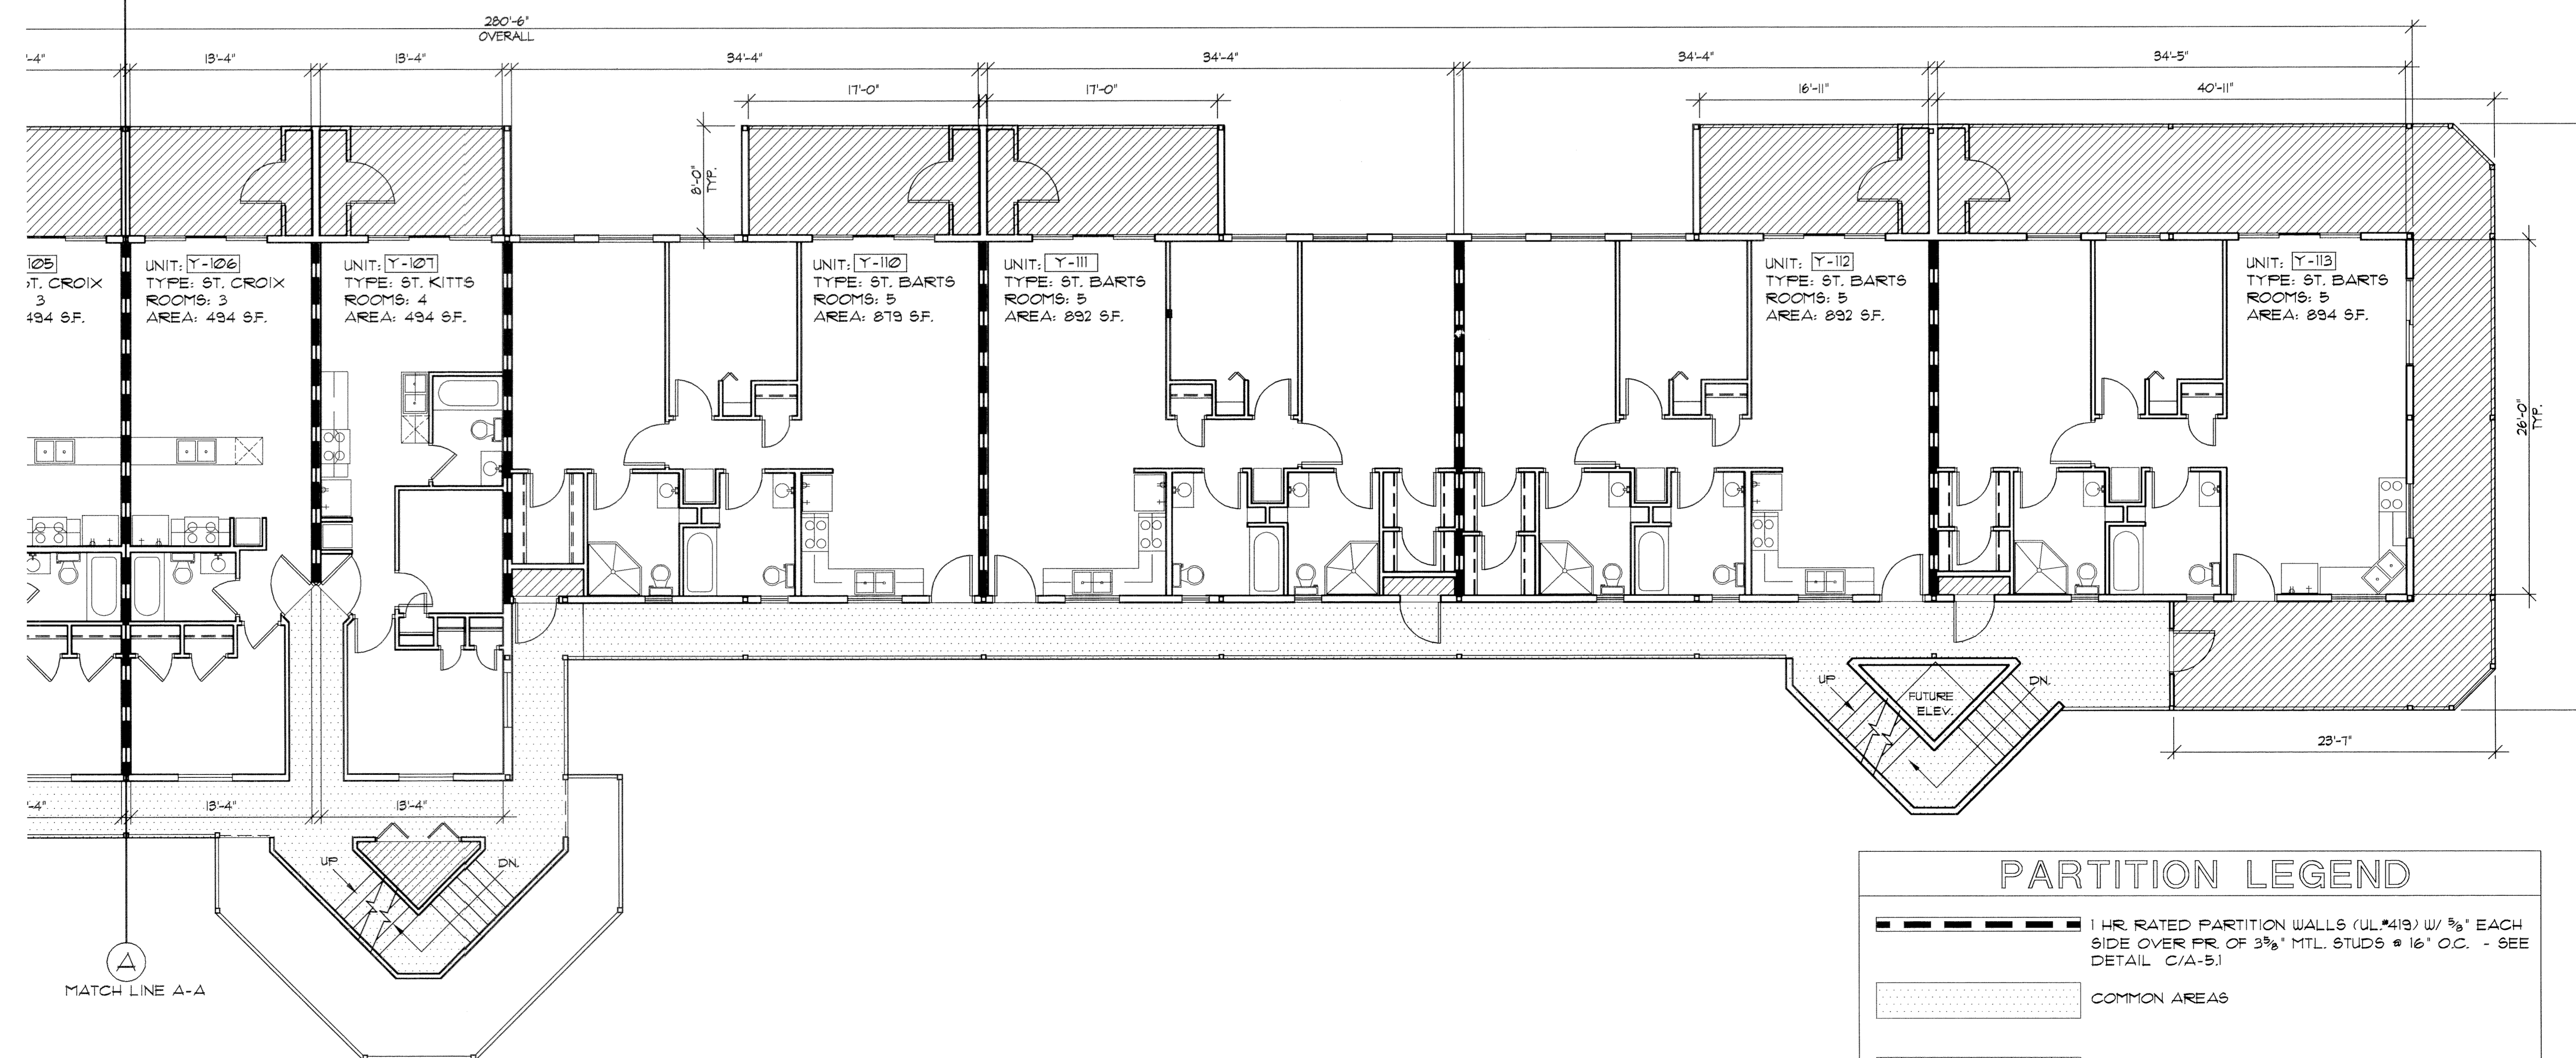 280'-6"
OVERALL
'-4"
13'-4"
13'-4"
34'-4"
34'-4"
34'-4"
34'-5"
17'-0"
17'-0"
16'-11"
40'-11"
8'-0"
TYP.
105
ST. CROIX
3
494 S.F.
UNIT: Y-106
TYPE: ST. CROIX
ROOMS: 3
AREA: 494 S.F.
UNIT: Y-107
TYPE: ST. KITTS
ROOMS: 4
AREA: 494 S.F.
UNIT: Y-110
TYPE: ST. BARTS
ROOMS: 5
AREA: 879 S.F.
UNIT: Y-111
TYPE: ST. BARTS
ROOMS: 5
AREA: 892 S.F.
UNIT: Y-112
TYPE: ST. BARTS
ROOMS: 5
AREA: 892 S.F.
UNIT: Y-113
TYPE: ST. BARTS
ROOMS: 5
AREA: 894 S.F.
26'-0"
TYP.
UP
FUTURE
ELEV.
DN.
23'-7"
'-4"
13'-4"
13'-4"
UP
DN.
A
MATCH LINE A-A
PARTITION LEGEND
1 HR. RATED PARTITION WALLS (UL.#419) W/ 5/8" EACH
SIDE OVER PR. OF 3 5/8" MTL. STUDS @ 16" O.C. - SEE
DETAIL C/A-5.1
COMMON AREAS